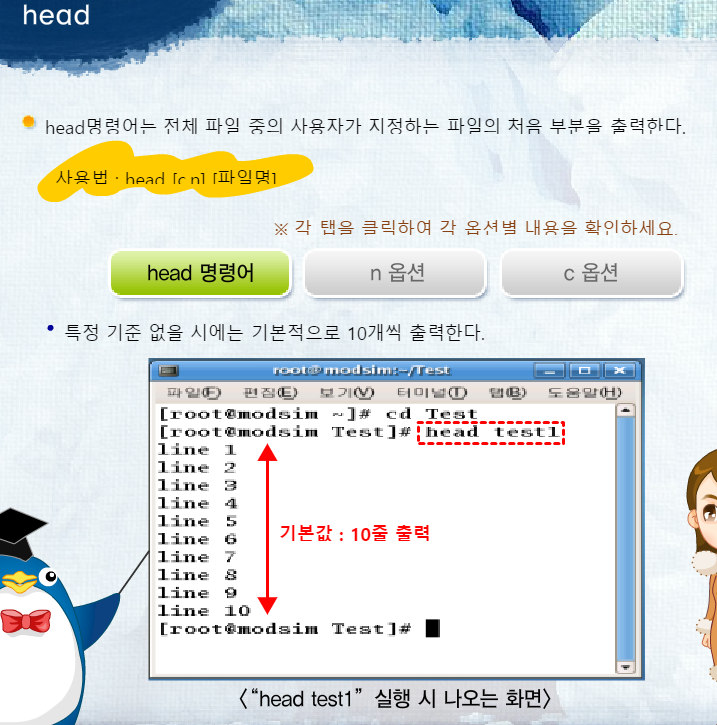 head
head명령어는 전체 파일 중의 사용자가 지정하는 파일의 처음 부분을 출력한다.
사용법 : head [c n] [파일명]
※ 각 탭을 클릭하여 각 옵션별 내용을 확인하세요.
head 명령어 n 옵션 c 옵션
• 특정 기준 없을 시에는 기본적으로 10개씩 출력한다.
root@modsim:~/Test
파일(F) 편집(E) 보기(V) 터미널(T) 탭(B) 도움말(H)
[root@modsim ~]# cd Test
[root@modsim Test]# head test1
line 1
line 2
line 3
line 4
line 5
line 6
기본값 : 10줄 출력
line 7
line 8
line 9
line 10
[root@modsim Test]#
〈“head test1” 실행 시 나오는 화면〉